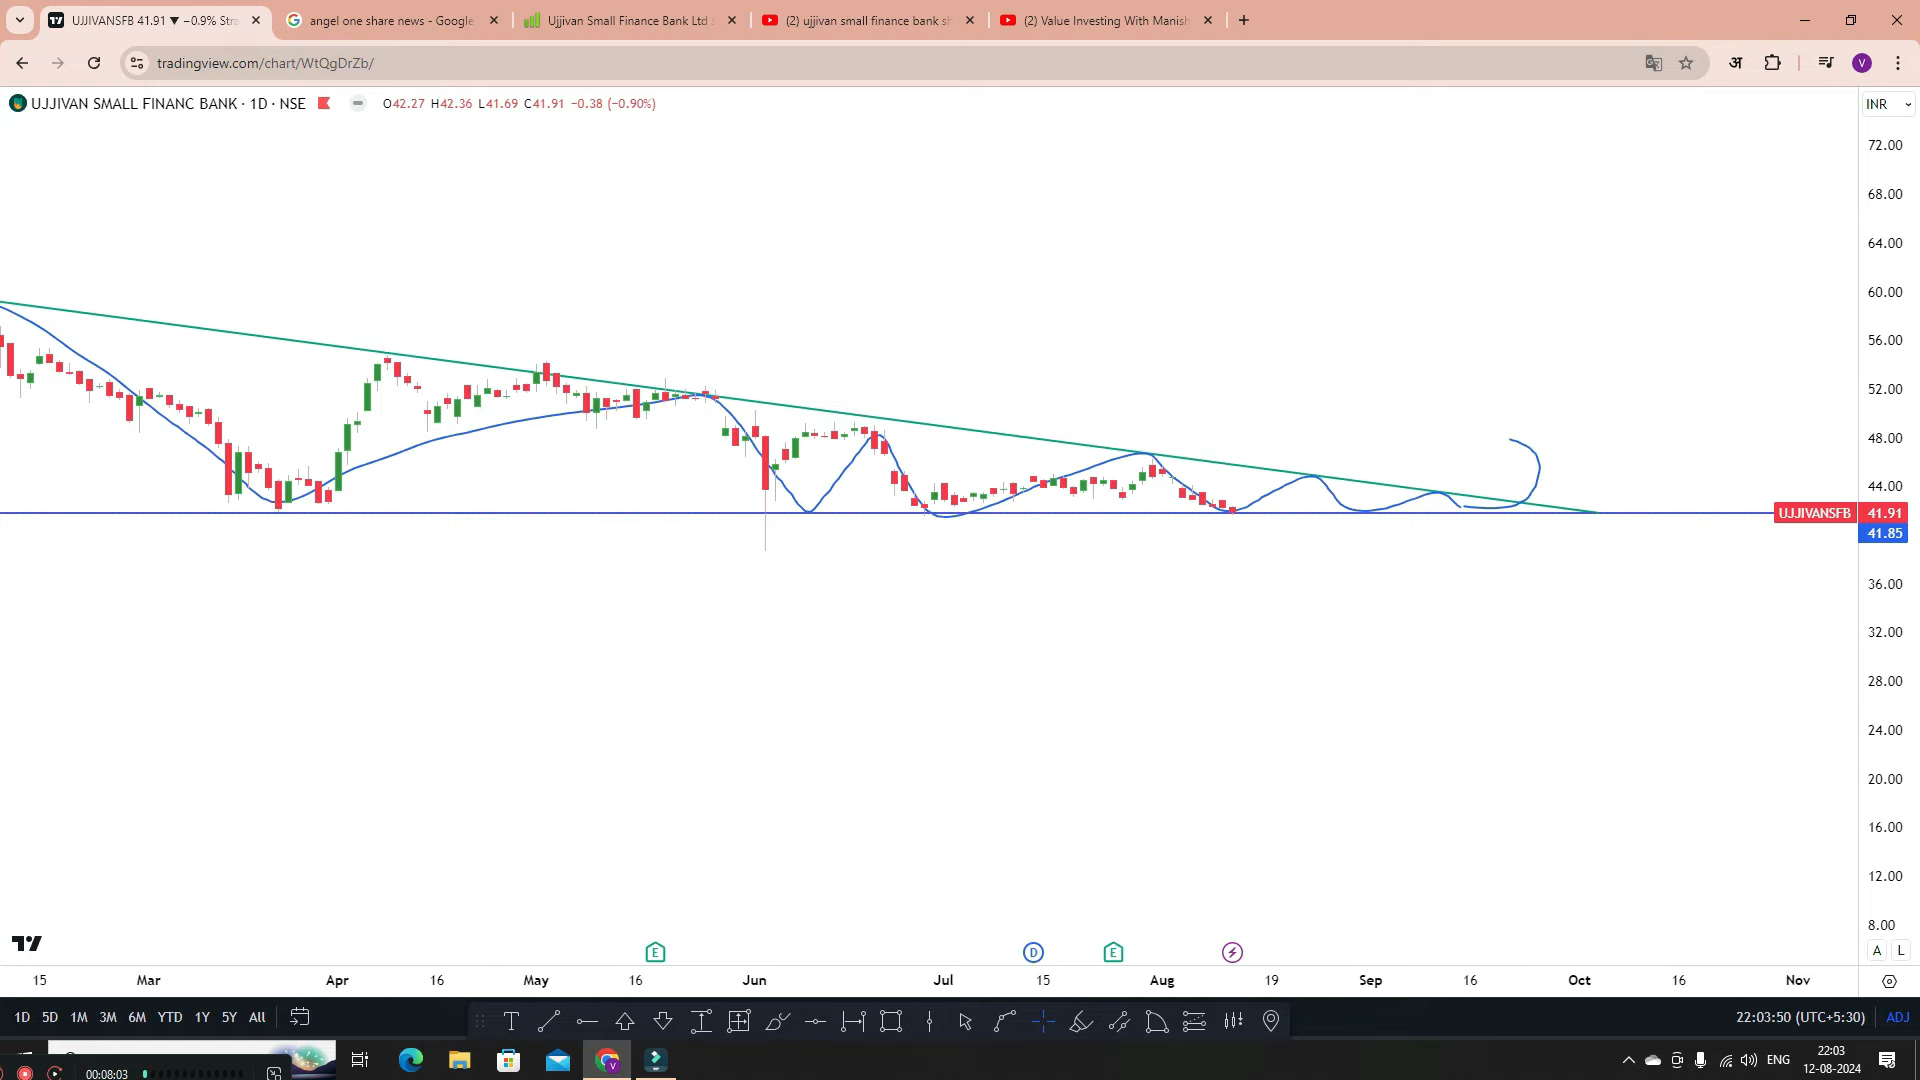 UJJIVANSFB 41.91 ▼ −0.9% Stra
angel one share news - Google
Ujjivan Small Finance Bank Ltd
(2) ujjivan small finance bank sh
(2) Value Investing With Manish
tradingview.com/chart/WtQgDrZb/
अ
V
UJJIVAN SMALL FINANC BANK · 1D · NSE
O42.27 H42.36 L41.69 C41.91 −0.38 (−0.90%)
INR
72.00
68.00
64.00
60.00
56.00
52.00
48.00
44.00
UJJIVANSFB 41.91
41.85
36.00
32.00
28.00
24.00
20.00
16.00
12.00
8.00
E
D
E
A L
15 Mar Apr 16 May 16 Jun Jul 15 Aug 19 Sep 16 Oct 16 Nov
1D 5D 1M 3M 6M YTD 1Y 5Y All
T
22:03:50 (UTC+5:30) ADJ
00:08:03
V
ENG
22:03
12-08-2024